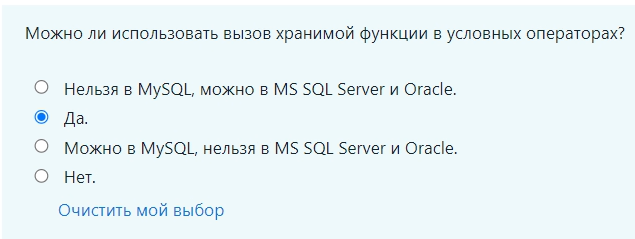 Можно ли использовать вызов хранимой функции в условных операторах?
Нельзя в MySQL, можно в MS SQL Server и Oracle.
Да.
Можно в MySQL, нельзя в MS SQL Server и Oracle.
Нет.
Очистить мой выбор